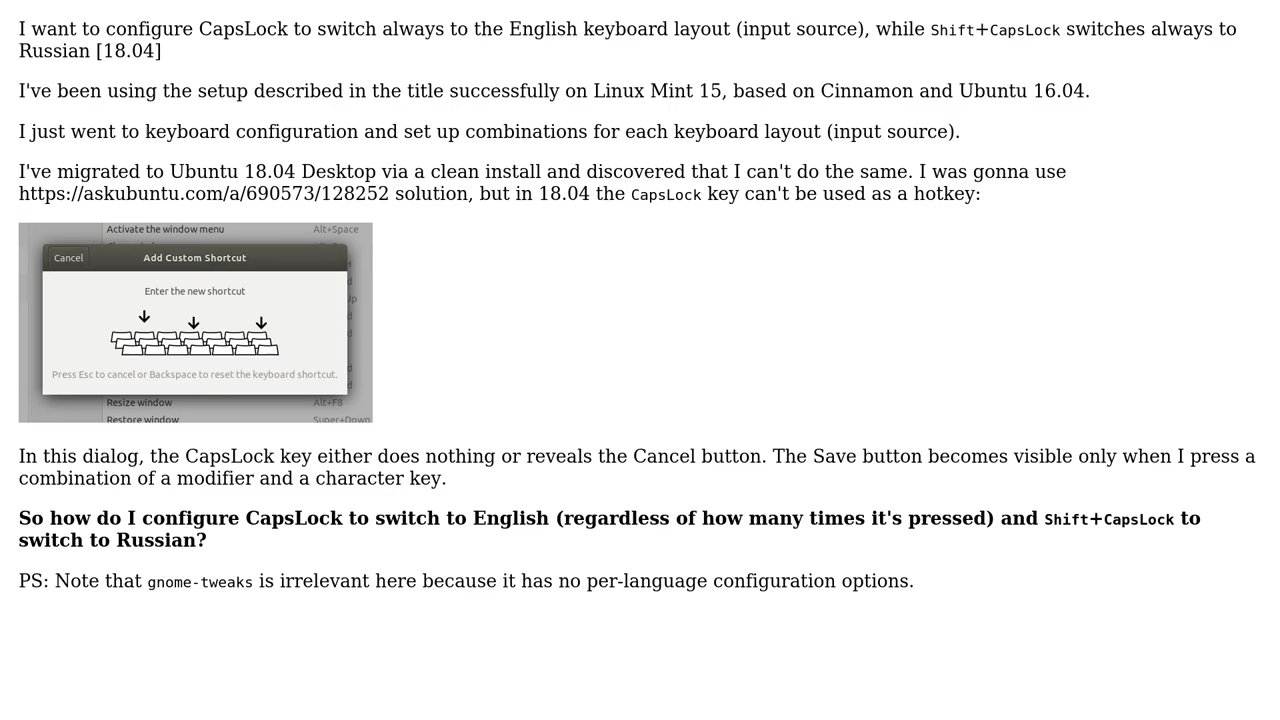 I want to configure CapsLock to switch always to the English keyboard layout (input source), while Shift+CapsLock switches always to
Russian [18.04]
I've been using the setup described in the title successfully on Linux Mint 15, based on Cinnamon and Ubuntu 16.04.
I just went to keyboard configuration and set up combinations for each keyboard layout (input source).
I've migrated to Ubuntu 18.04 Desktop via a clean install and discovered that I can't do the same. I was gonna use
https://askubuntu.com/a/690573/128252 solution, but in 18.04 the CapsLock key can't be used as a hotkey:
Activate the window menu Alt+Space
Cancel Add Custom Shortcut
Enter the new shortcut
Press Esc to cancel or Backspace to reset the keyboard shortcut.
Resize window Alt+F8
Restore window Super+Down
In this dialog, the CapsLock key either does nothing or reveals the Cancel button. The Save button becomes visible only when I press a
combination of a modifier and a character key.
So how do I configure CapsLock to switch to English (regardless of how many times it's pressed) and Shift+CapsLock to
switch to Russian?
PS: Note that gnome-tweaks is irrelevant here because it has no per-language configuration options.